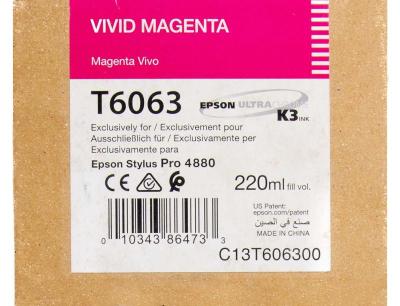 VIVID MAGENTA
Magenta Vivo
T6063
EPSON ULTRACHROME K3 INK
Exclusively for / Exclusivement pour
Ausschließlich für / Esclusivamente per
Exclusivamente para
Epson Stylus Pro 4880
CE
220ml fill vol.
US Patent:
epson.com/patent
صنع في الصين
MADE IN CHINA
0 10343 86473 3
C13T606300